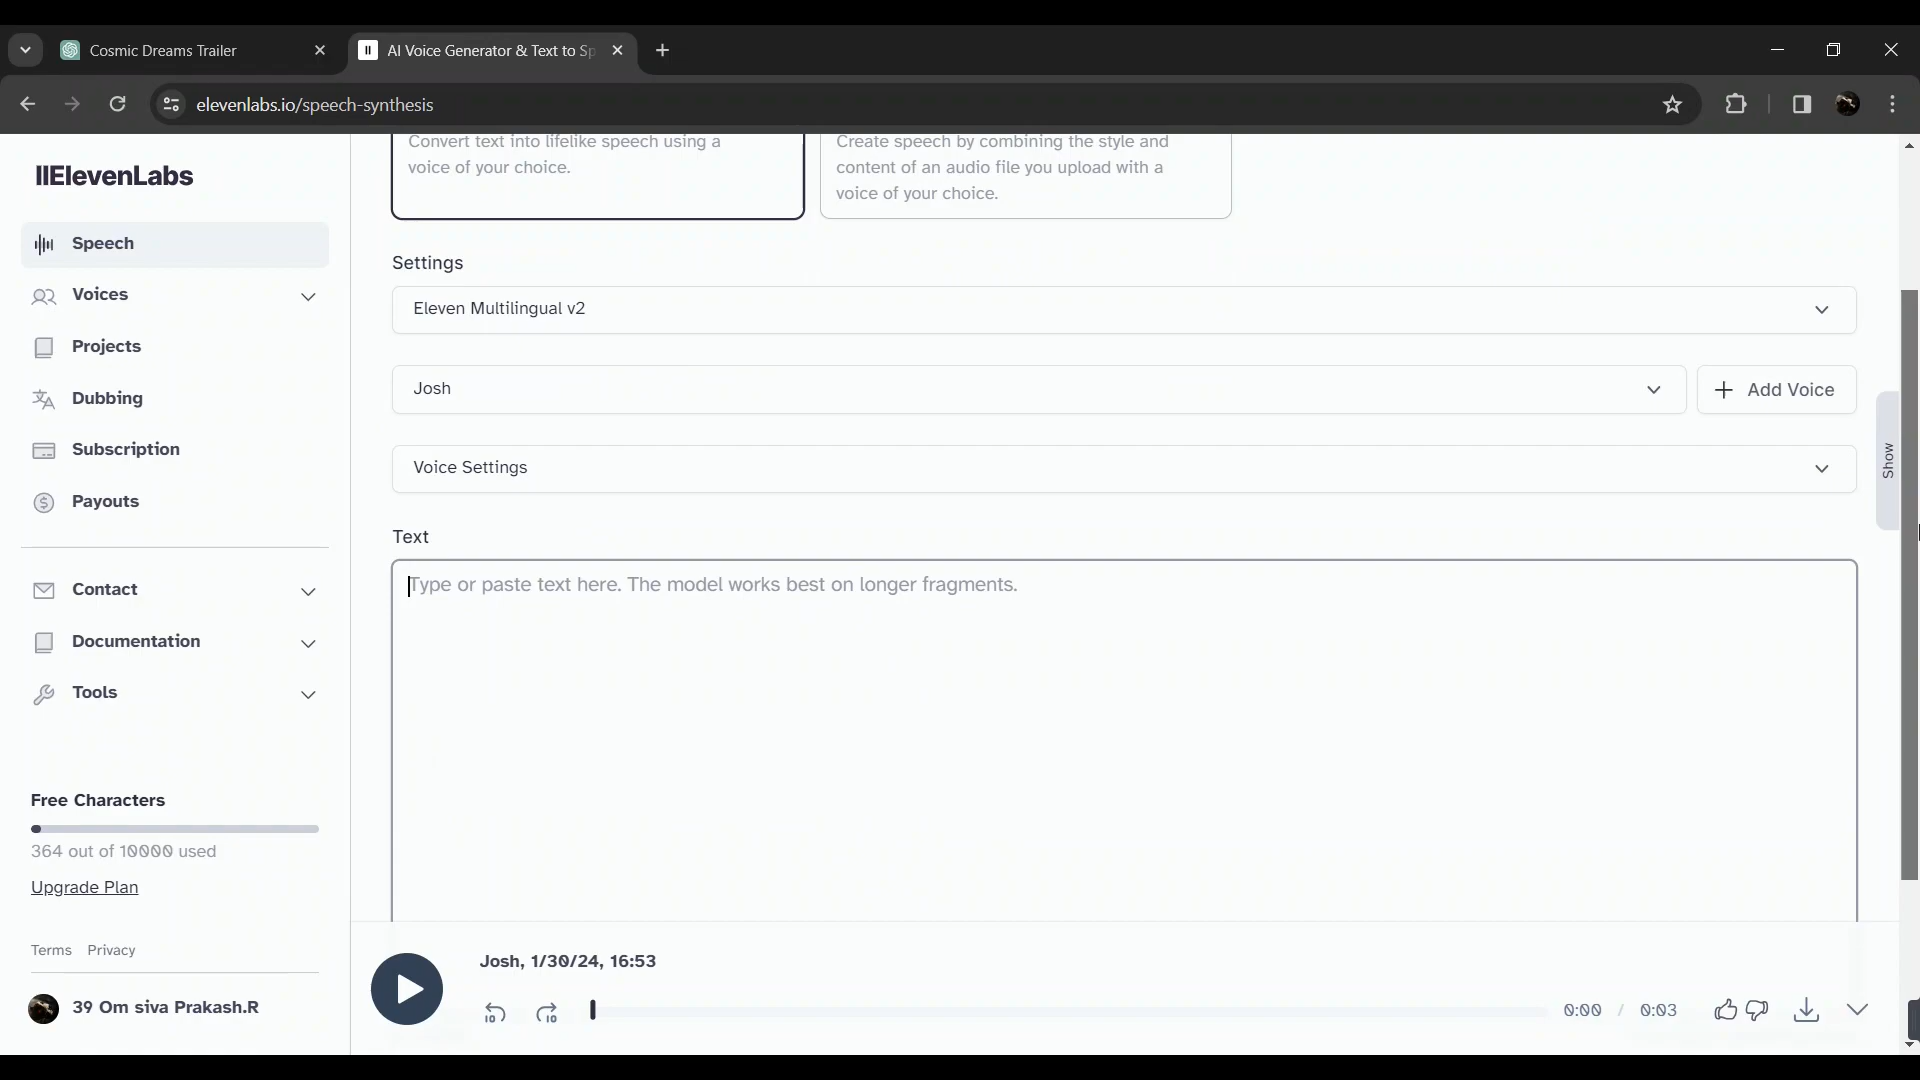 Cosmic Dreams Trailer
AI Voice Generator & Text to Sp
elevenlabs.io/speech-synthesis
IIElevenLabs
Speech
Voices
Projects
Dubbing
Subscription
Payouts
Contact
Documentation
Tools
Free Characters
364 out of 10000 used
Upgrade Plan
Terms Privacy
39 Om siva Prakash.R
Convert text into lifelike speech using a
voice of your choice.
Create speech by combining the style and
content of an audio file you upload with a
voice of your choice.
Settings
Eleven Multilingual v2
Josh
Add Voice
Voice Settings
Show
Text
Type or paste text here. The model works best on longer fragments.
Josh, 1/30/24, 16:53
10 10
0:00 / 0:03